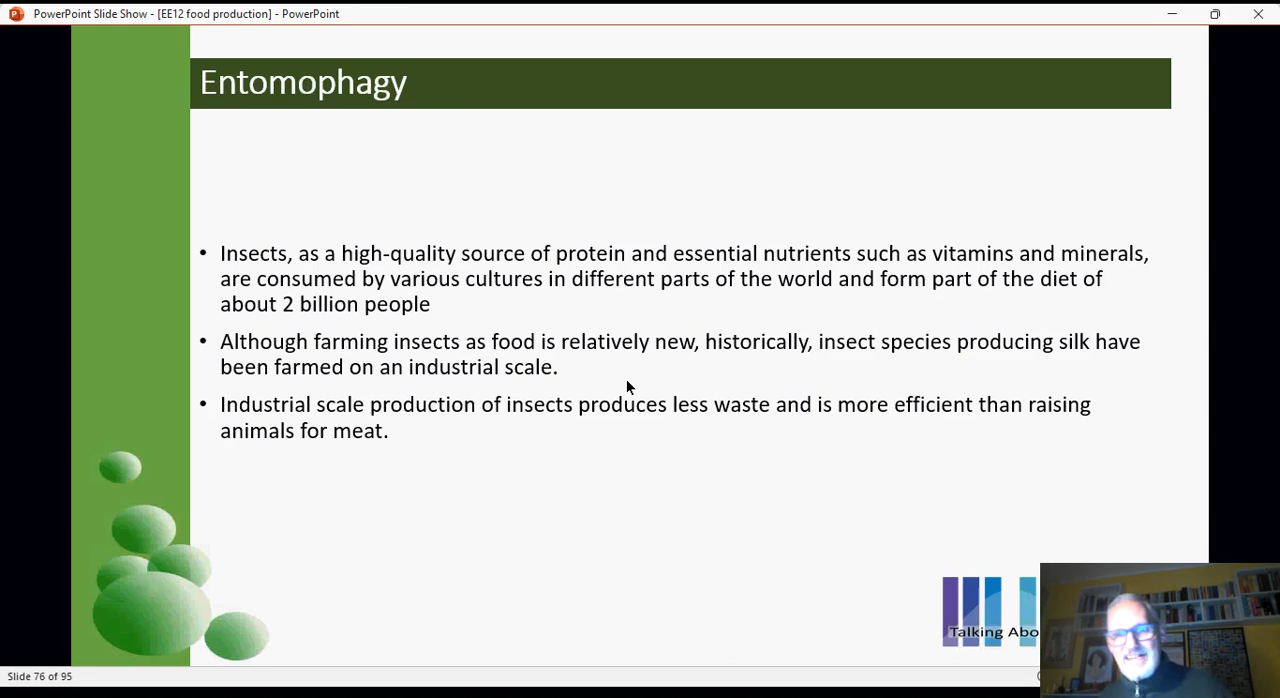 PowerPoint Slide Show - [EE12 food production] - PowerPoint
Entomophagy
• Insects, as a high-quality source of protein and essential nutrients such as vitamins and minerals,
are consumed by various cultures in different parts of the world and form part of the diet of
about 2 billion people
• Although farming insects as food is relatively new, historically, insect species producing silk have
been farmed on an industrial scale.
• Industrial scale production of insects produces less waste and is more efficient than raising
animals for meat.
Talking Abo
Slide 76 of 95